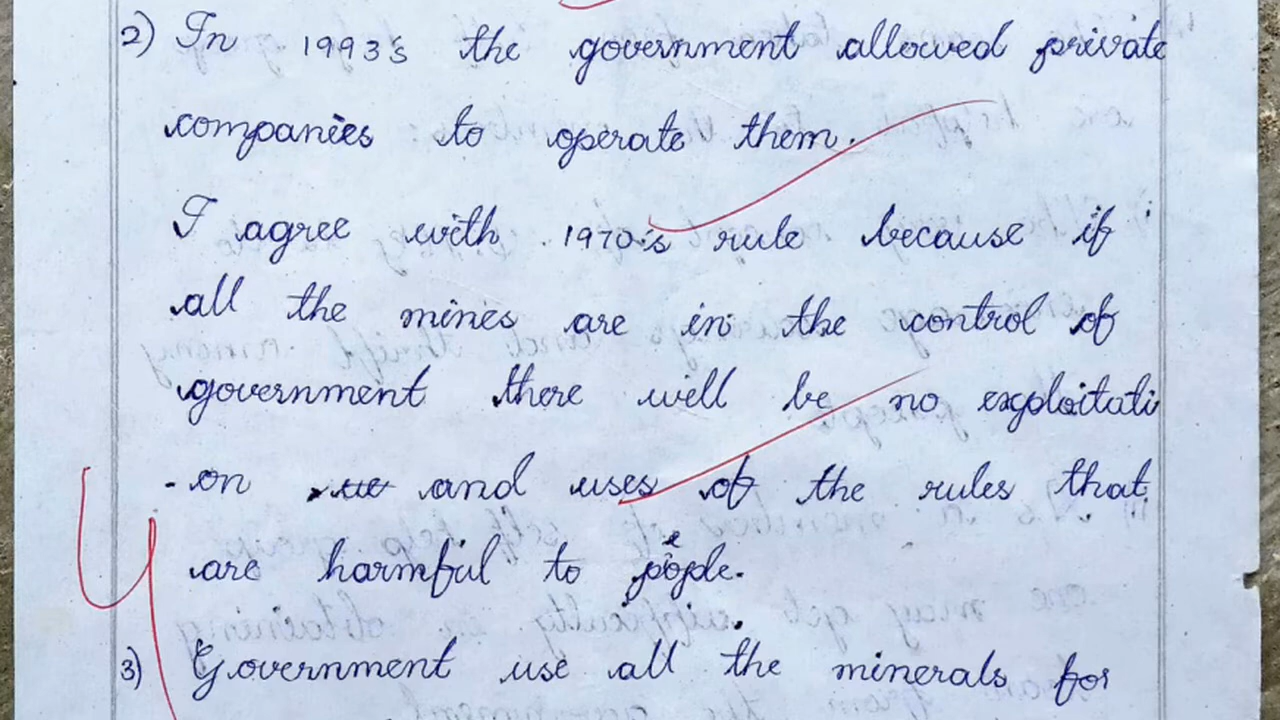 2) In 1993's the government allowed private
companies to operate them.
I agree with 1970's rule because if
all the mines are in the control of
government there will be no exploitati
-on and uses of the rules that
are harmful to people.
3) Government use all the minerals for
4